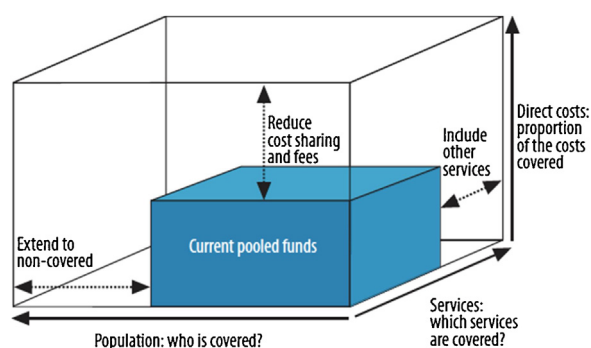 Direct costs:
proportion
of the costs
covered
Reduce
cost sharing
and fees
Include
other
services
Extend to
non-covered
Current pooled funds
Services:
which services
are covered?
Population: who is covered?